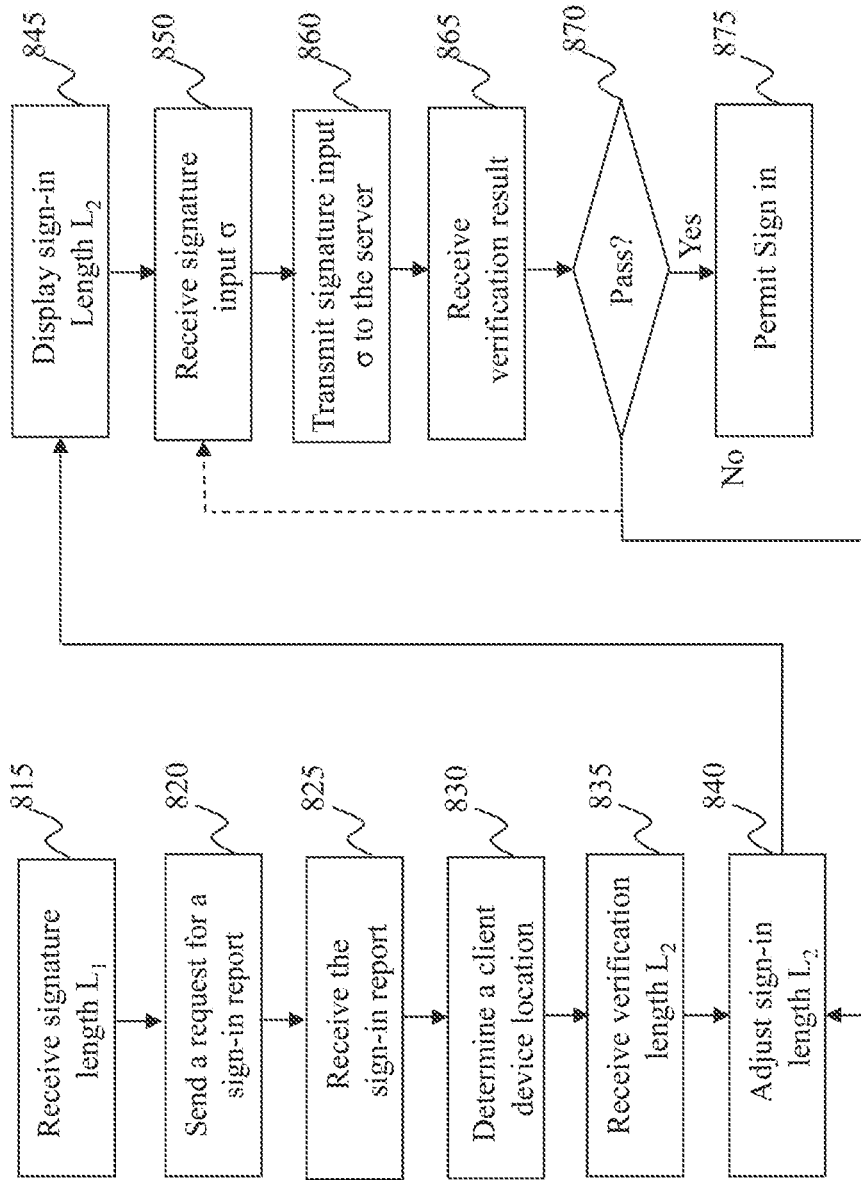 815
Receive signature
length L₁
820
Send a request for a
sign-in report
825
Receive the
sign-in report
830
Determine a client
device location
835
Receive verification
length L₂
840
Adjust sign-in
length L₂
845
Display sign-in
Length L₂
850
Receive signature
input σ
860
Transmit signature input
σ to the server
865
Receive
verification result
870
Pass?
Yes
No
875
Permit Sign in